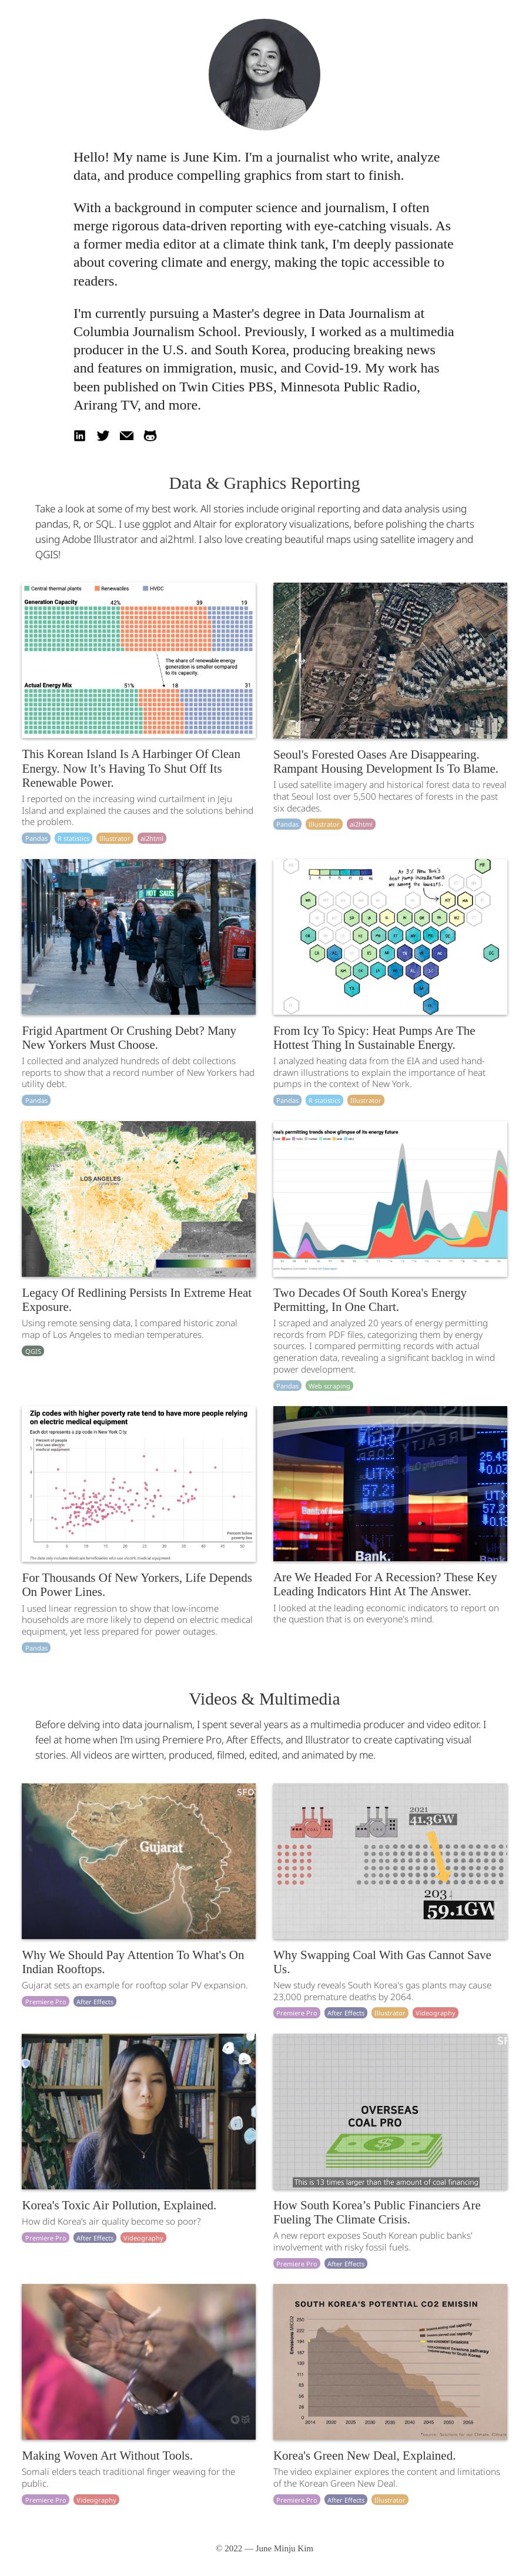 Hello! My name is June Kim. I'm a journalist who write, analyze
data, and produce compelling graphics from start to finish.
With a background in computer science and journalism, I often
merge rigorous data-driven reporting with eye-catching visuals. As
a former media editor at a climate think tank, I'm deeply passionate
about covering climate and energy, making the topic accessible to
readers.
I'm currently pursuing a Master's degree in Data Journalism at
Columbia Journalism School. Previously, I worked as a multimedia
producer in the U.S. and South Korea, producing breaking news
and features on immigration, music, and Covid-19. My work has
been published on Twin Cities PBS, Minnesota Public Radio,
Arirang TV, and more.
Data & Graphics Reporting
Take a look at some of my best work. All stories include original reporting and data analysis using
pandas, R, or SQL. I use ggplot and Altair for exploratory visualizations, before polishing the charts
using Adobe Illustrator and ai2html. I also love creating beautiful maps using satellite imagery and
QGIS!
Central thermal plants Renewables HVDC
Generation Capacity 42% 39 19
The share of renewable energy
generation is smaller compared
to its capacity.
Actual Energy Mix 51% 18 31
This Korean Island Is A Harbinger Of Clean
Energy. Now It's Having To Shut Off Its
Renewable Power.
I reported on the increasing wind curtailment in Jeju
Island and explained the causes and the solutions behind
the problem.
Pandas R statistics Illustrator ai2html
Seoul's Forested Oases Are Disappearing.
Rampant Housing Development Is To Blame.
I used satellite imagery and historical forest data to reveal
that Seoul lost over 5,500 hectares of forests in the past
six decades.
Pandas Illustrator ai2html
HOT SAUS
Frigid Apartment Or Crushing Debt? Many
New Yorkers Must Choose.
I collected and analyzed hundreds of debt collections
reports to show that a record number of New Yorkers had
utility debt.
Pandas
At 3% New York's
heat pump installations
are among the lowest.
From Icy To Spicy: Heat Pumps Are The
Hottest Thing In Sustainable Energy.
I analyzed heating data from the EIA and used hand-
drawn illustrations to explain the importance of heat
pumps in the context of New York.
Pandas R statistics Illustrator
LOS ANGELES
Legacy Of Redlining Persists In Extreme Heat
Exposure.
Using remote sensing data, I compared historic zonal
map of Los Angeles to median temperatures.
QGIS
rea's permitting trends show glimpse of its energy future
Two Decades Of South Korea's Energy
Permitting, In One Chart.
I scraped and analyzed 20 years of energy permitting
records from PDF files, categorizing them by energy
sources. I compared permitting records with actual
generation data, revealing a significant backlog in wind
power development.
Pandas Web scraping
Zip codes with higher poverty rate tend to have more people relying
on electric medical equipment
Each dot represents a zip code in New York City.
Percent of people
who use electric
medical equipment
Percent below
poverty line
For Thousands Of New Yorkers, Life Depends
On Power Lines.
I used linear regression to show that low-income
households are more likely to depend on electric medical
equipment, yet less prepared for power outages.
Pandas
UTX
57.21
0.19
25.45
0.03
UTX
57.21
0.19
Bank.
Are We Headed For A Recession? These Key
Leading Indicators Hint At The Answer.
I looked at the leading economic indicators to report on
the question that is on everyone's mind.
Videos & Multimedia
Before delving into data journalism, I spent several years as a multimedia producer and video editor. I
feel at home when I'm using Premiere Pro, After Effects, and Illustrator to create captivating visual
stories. All videos are wirtten, produced, filmed, edited, and animated by me.
SFO
Gujarat
Why We Should Pay Attention To What's On
Indian Rooftops.
Gujarat sets an example for rooftop solar PV expansion.
Premiere Pro After Effects
2021
41.3GW
203
59.1GW
Why Swapping Coal With Gas Cannot Save
Us.
New study reveals South Korea's gas plants may cause
23,000 premature deaths by 2064.
Premiere Pro After Effects Illustrator Videography
Korea's Toxic Air Pollution, Explained.
How did Korea's air quality become so poor?
Premiere Pro After Effects Videography
OVERSEAS
COAL PRO
This is 13 times larger than the amount of coal financing
How South Korea's Public Financiers Are
Fueling The Climate Crisis.
A new report exposes South Korean public banks'
involvement with risky fossil fuels.
Premiere Pro After Effects
Making Woven Art Without Tools.
Somali elders teach traditional finger weaving for the
public.
Premiere Pro Videography
SOUTH KOREA'S POTENTIAL CO2 EMISSIN
Korea's Green New Deal, Explained.
The video explainer explores the content and limitations
of the Korean Green New Deal.
Premiere Pro After Effects Illustrator
© 2022 — June Minju Kim